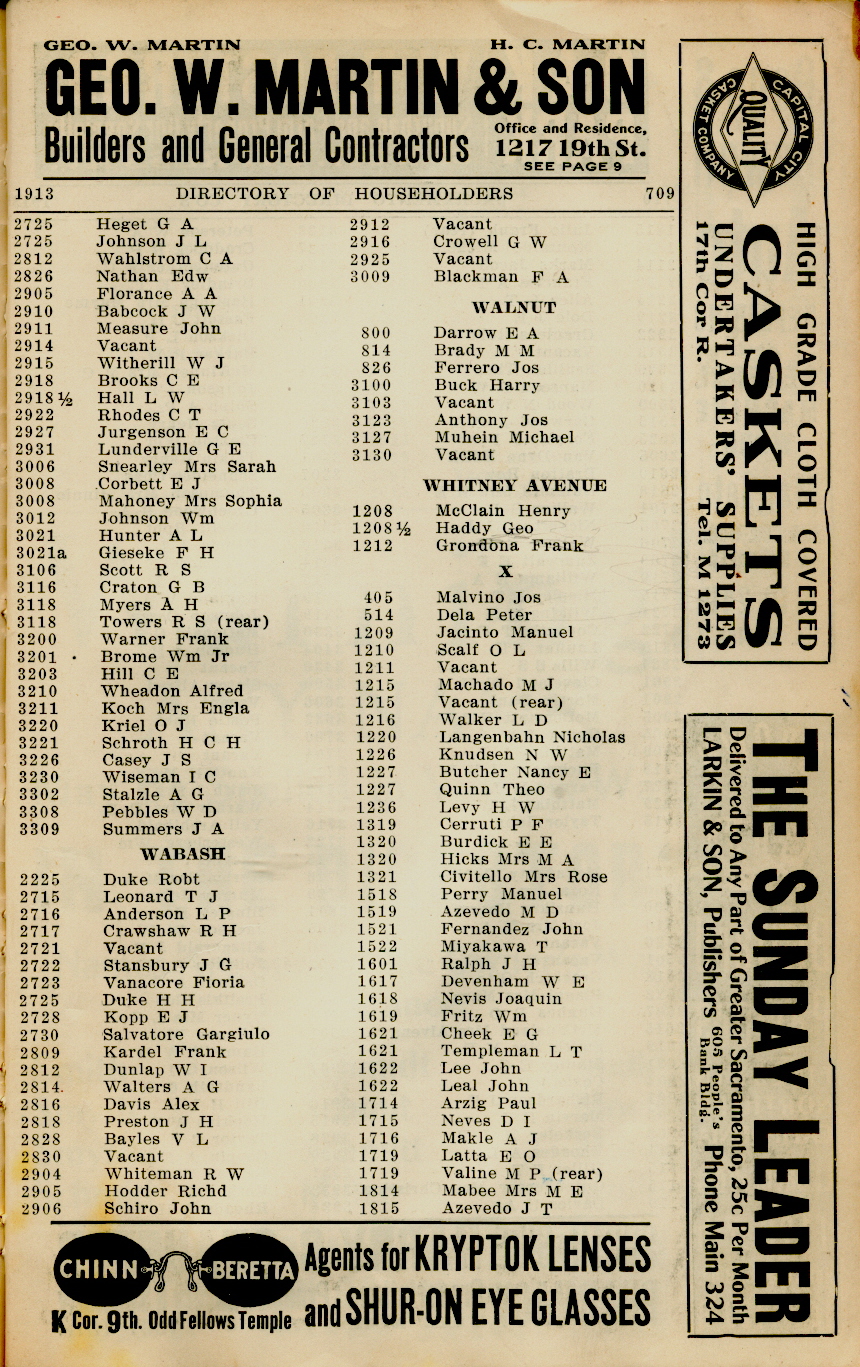 GEO. W. MARTIN H. C. MARTIN
GEO. W. MARTIN & SON
Builders and General Contractors
Office and Residence,
1217 19th St.
SEE PAGE 9
1913 DIRECTORY OF HOUSEHOLDERS 709
2725 Heget G A
2725 Johnson J L
2812 Wahlstrom C A
2826 Nathan Edw
2905 Florance A A
2910 Babcock J W
2911 Measure John
2914 Vacant
2915 Witherill W J
2918 Brooks C E
2918½ Hall L W
2922 Rhodes C T
2927 Jurgenson E C
2931 Lunderville G E
3006 Snearley Mrs Sarah
3008 Corbett E J
3008 Mahoney Mrs Sophia
3012 Johnson Wm
3021 Hunter A L
3021a Gieseke F H
3106 Scott R S
3116 Craton G B
3118 Myers A H
3118 Towers R S (rear)
3200 Warner Frank
3201 Brome Wm Jr
3203 Hill C E
3210 Wheadon Alfred
3211 Koch Mrs Engla
3220 Kriel O J
3221 Schroth H C H
3226 Casey J S
3230 Wiseman I C
3302 Stalzle A G
3308 Pebbles W D
3309 Summers J A
WABASH
2225 Duke Robt
2715 Leonard T J
2716 Anderson L P
2717 Crawshaw R H
2721 Vacant
2722 Stansbury J G
2723 Vanacore Fioria
2725 Duke H H
2728 Kopp E J
2730 Salvatore Gargiulo
2809 Kardel Frank
2812 Dunlap W I
2814 Walters A G
2816 Davis Alex
2818 Preston J H
2828 Bayles V L
2830 Vacant
2904 Whiteman R W
2905 Hodder Richd
2906 Schiro John
2912 Vacant
2916 Crowell G W
2925 Vacant
3009 Blackman F A
WALNUT
800 Darrow E A
814 Brady M M
826 Ferrero Jos
3100 Buck Harry
3103 Vacant
3123 Anthony Jos
3127 Muhein Michael
3130 Vacant
WHITNEY AVENUE
1208 McClain Henry
1208½ Haddy Geo
1212 Grondona Frank
X
405 Malvino Jos
514 Dela Peter
1209 Jacinto Manuel
1210 Scalf O L
1211 Vacant
1215 Machado M J
1215 Vacant (rear)
1216 Walker L D
1220 Langenbahn Nicholas
1226 Knudsen N W
1227 Butcher Nancy E
1227 Quinn Theo
1236 Levy H W
1319 Cerruti P F
1320 Burdick E E
1320 Hicks Mrs M A
1321 Civitello Mrs Rose
1518 Perry Manuel
1519 Azevedo M D
1521 Fernandez John
1522 Miyakawa T
1601 Ralph J H
1617 Devenham W E
1618 Nevis Joaquin
1619 Fritz Wm
1621 Cheek E G
1621 Templeman L T
1622 Lee John
1622 Leal John
1714 Arzig Paul
1715 Neves D I
1716 Makle A J
1719 Latta E O
1719 Valine M P (rear)
1814 Mabee Mrs M E
1815 Azevedo J T
CAPITAL CITY
QUALITY
CASKET COMPANY
HIGH GRADE CLOTH COVERED
CASKETS
UNDERTAKERS' SUPPLIES
17th Cor R. Tel. M 1273
THE SUNDAY LEADER
Delivered to Any Part of Greater Sacramento, 25c Per Month
LARKIN & SON, Publishers 605 People's Bank Bldg. Phone Main 324
CHINN BERETTA
K Cor. 9th. Odd Fellows Temple
Agents for KRYPTOK LENSES
and SHUR-ON EYE GLASSES